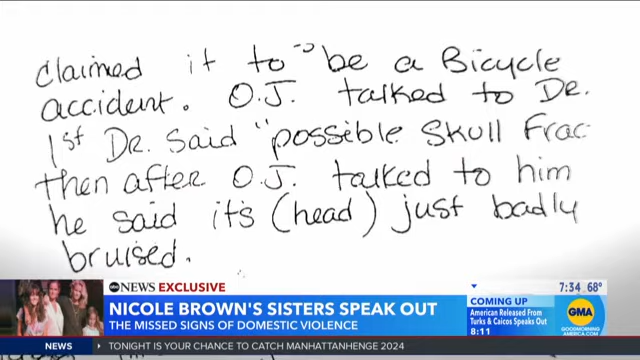 claimed it to be a Bicycle
accident. O.J. talked to Dr.
1st Dr. Said "possible Skull Frac
then after O.J. talked to him
he said it's (head) just badly
bruised.
abc NEWS EXCLUSIVE
NICOLE BROWN'S SISTERS SPEAK OUT
THE MISSED SIGNS OF DOMESTIC VIOLENCE
7:34 68°
COMING UP
American Released From
Turks & Caicos Speaks Out
8:11
GMA
GOOD MORNING
AMERICA
NEWS TONIGHT IS YOUR CHANCE TO CATCH MANHATTANHENGE 2024